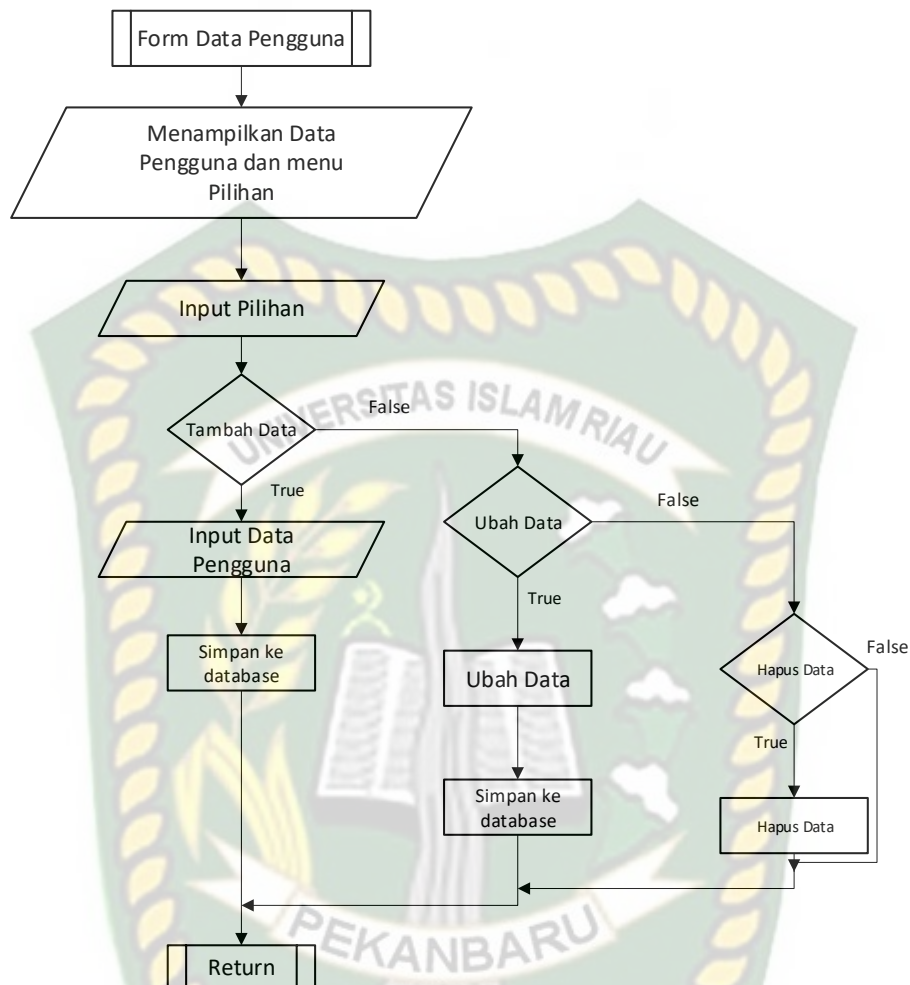 Form Data Pengguna
Menampilkan Data
Pengguna dan menu
Pilihan
Input Pilihan
Tambah Data
False
True
Input Data
Pengguna
Simpan ke
database
Ubah Data
False
True
Ubah Data
Simpan ke
database
Hapus Data
False
True
Hapus Data
Return
UNIVERSITAS ISLAM RIAU
PEKANBARU